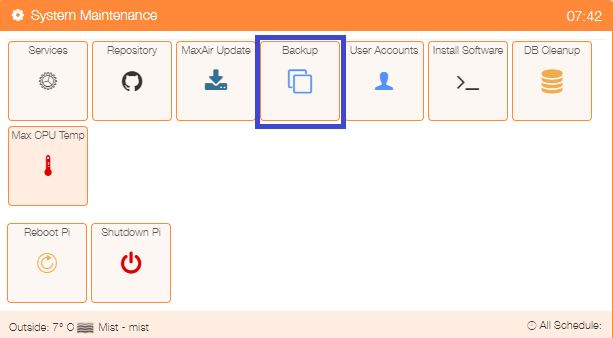 System Maintenance 07:42
Services Repository MaxAir Update Backup User Accounts Install Software DB Cleanup
Max CPU Temp
Reboot Pi Shutdown Pi
Outside: 7° C Mist - mist All Schedule: